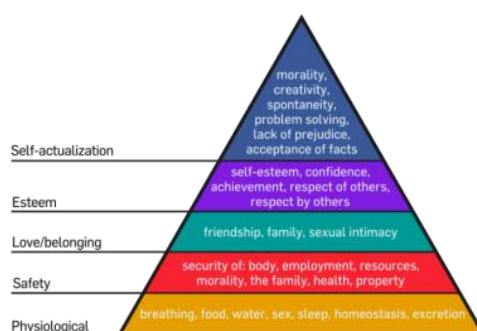 morality,
creativity,
spontaneity,
problem solving,
lack of prejudice,
acceptance of facts
Self-actualization
self-esteem, confidence,
achievement, respect of others,
respect by others
Esteem
friendship, family, sexual intimacy
Love/belonging
security of: body, employment, resources,
morality, the family, health, property
Safety
breathing, food, water, sex, sleep, homeostasis, excretion
Physiological